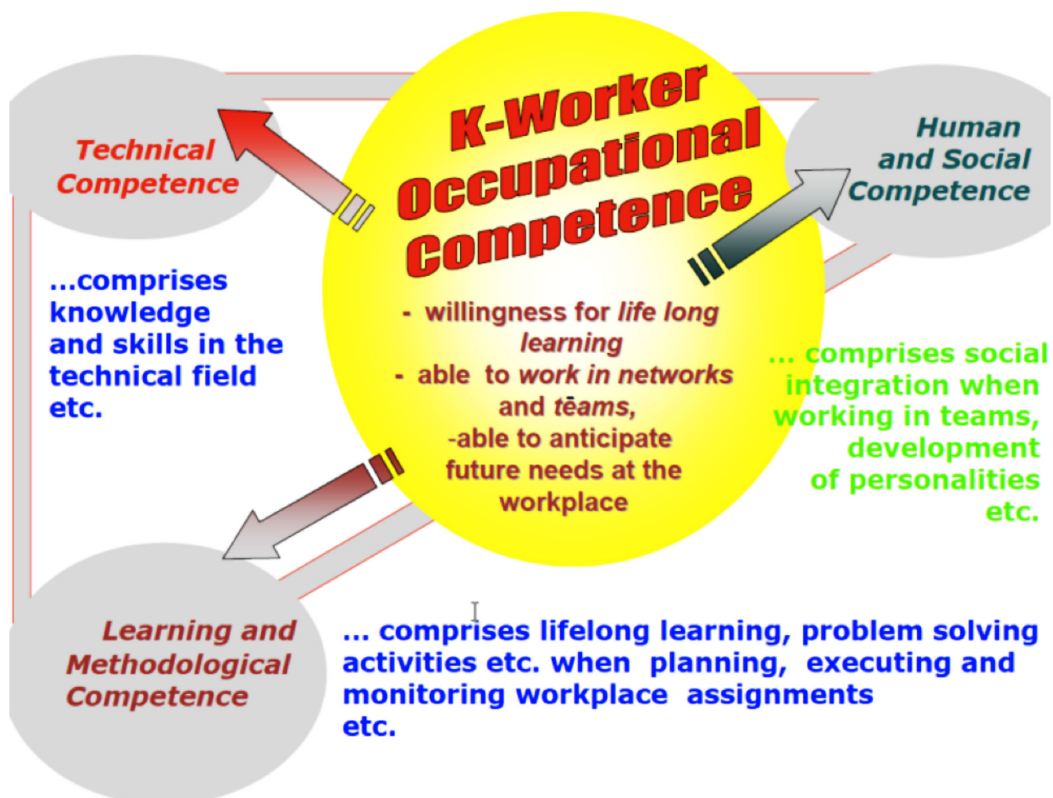 K-Worker
Occupational
Competence
- willingness for life long
learning
- able to work in networks
and teams,
-able to anticipate
future needs at the
workplace
Technical
Competence
...comprises
knowledge
and skills in the
technical field
etc.
Human
and Social
Competence
... comprises social
integration when
working in teams,
development
of personalities
etc.
Learning and
Methodological
Competence
... comprises lifelong learning, problem solving
activities etc. when planning, executing and
monitoring workplace assignments
etc.